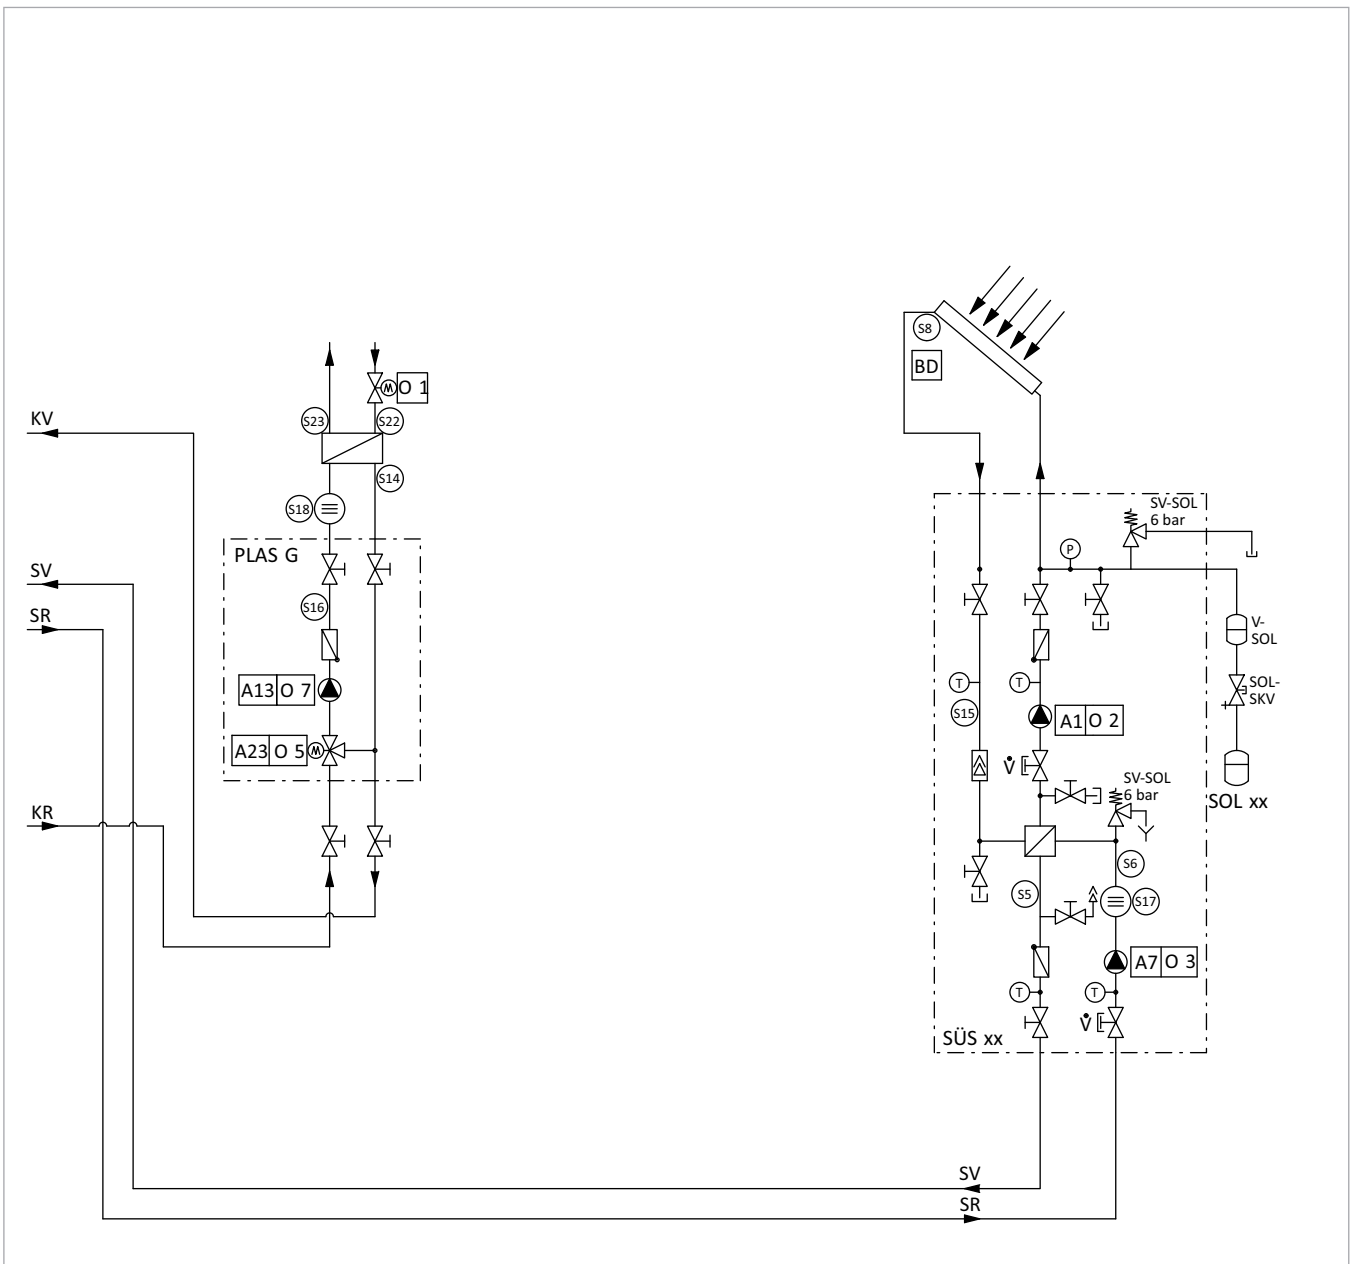 S8
BD
M O 1
KV
S23
S22
S14
SV-SOL
6 bar
S18
PLAS G
P
SV
S16
SR
V-
SOL
T
T
A13 O 7
SOL-
SKV
S15
A1 O 2
A23 O 5 M
V̇
SV-SOL
6 bar
SOL xx
KR
S6
S5
S17
A7 O 3
T
T
V̇
SÜS xx
SV
SR